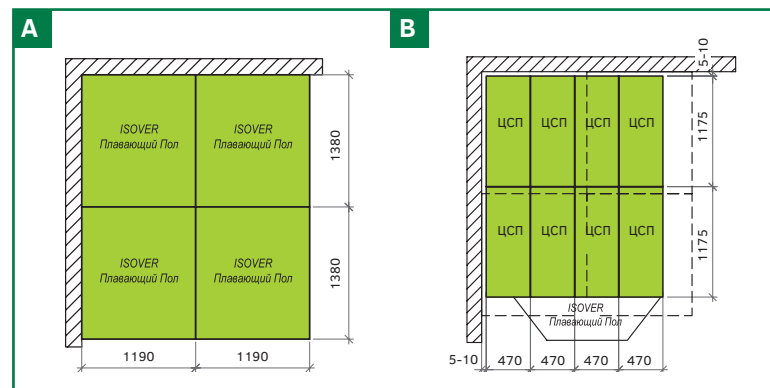 A
ISOVER
Плавающий Пол
ISOVER
Плавающий Пол
1380
ISOVER
Плавающий Пол
ISOVER
Плавающий Пол
1380
1190
1190
B
5-10
ЦСП
ЦСП
ЦСП
ЦСП
1175
ЦСП
ЦСП
ЦСП
ЦСП
1175
ISOVER
Плавающий Пол
5-10
470
470
470
470